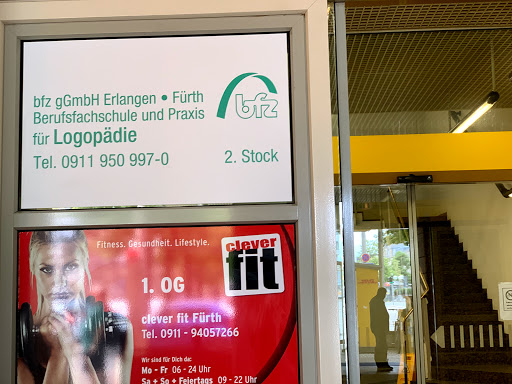 bfz gGmbH Erlangen • Fürth
Berufsfachschule und Praxis
für Logopädie
Tel. 0911 950 997-0
2. Stock
bfz
Fitness. Gesundheit. Lifestyle.
clever
fit
1. OG
clever fit Fürth
Tel. 0911 - 94057266
Wir sind für Dich da:
Mo - Fr 06 - 24 Uhr
Sa + So + Feiertags 09 - 22 Uhr